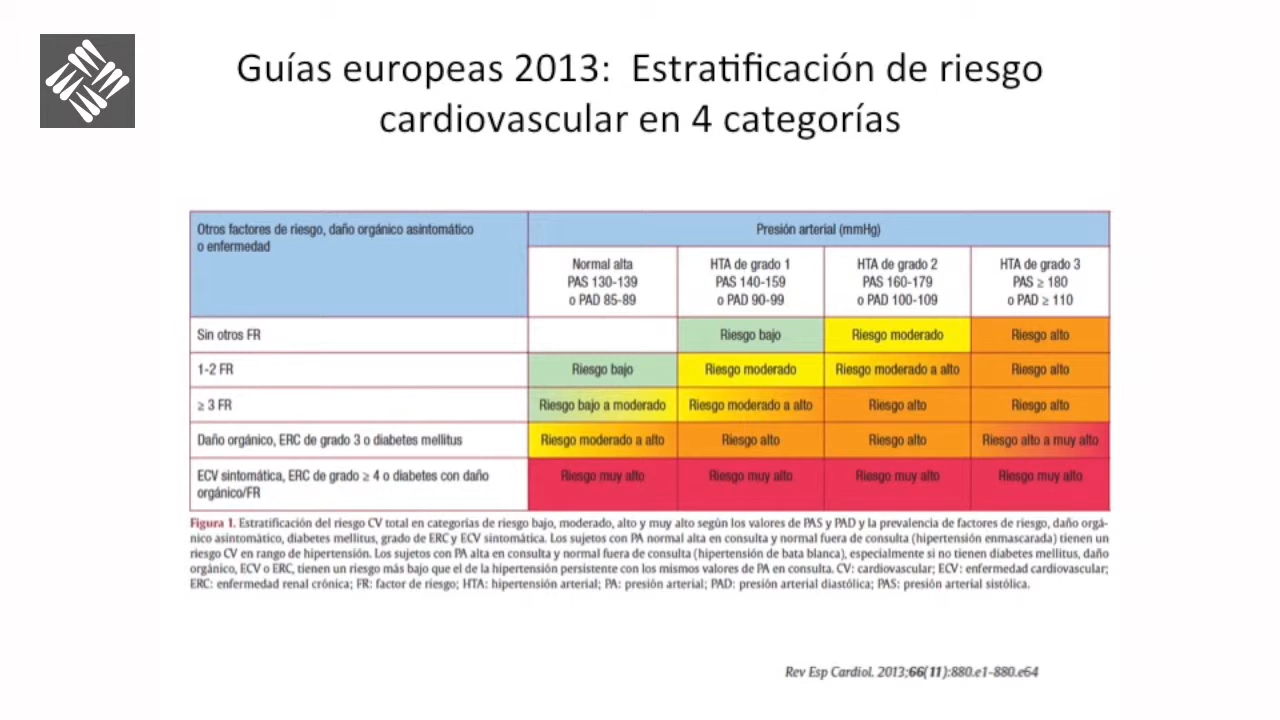 Guías europeas 2013: Estratificación de riesgo
cardiovascular en 4 categorías
Otros factores de riesgo, daño orgánico asintomático
o enfermedad
Presión arterial (mmHg)
Normal alta
PAS 130-139
o PAD 85-89
HTA de grado 1
PAS 140-159
o PAD 90-99
HTA de grado 2
PAS 160-179
o PAD 100-109
HTA de grado 3
PAS ≥ 180
o PAD ≥ 110
Sin otros FR
Riesgo bajo
Riesgo moderado
Riesgo alto
1-2 FR
Riesgo bajo
Riesgo moderado
Riesgo moderado a alto
Riesgo alto
≥ 3 FR
Riesgo bajo a moderado
Riesgo moderado a alto
Riesgo alto
Riesgo alto
Daño orgánico, ERC de grado 3 o diabetes mellitus
Riesgo moderado a alto
Riesgo alto
Riesgo alto
Riesgo alto a muy alto
ECV sintomática, ERC de grado ≥ 4 o diabetes con daño
orgánico/FR
Riesgo muy alto
Riesgo muy alto
Riesgo muy alto
Riesgo muy alto
Figura 1. Estratificación del riesgo CV total en categorías de riesgo bajo, moderado, alto y muy alto según los valores de PAS y PAD y la prevalencia de factores de riesgo, daño orgá-
nico asintomático, diabetes mellitus, grado de ERC y ECV sintomática. Los sujetos con PA normal alta en consulta y normal fuera de consulta (hipertensión enmascarada) tienen un
riesgo CV en rango de hipertensión. Los sujetos con PA alta en consulta y normal fuera de consulta (hipertensión de bata blanca), especialmente si no tienen diabetes mellitus, daño
orgánico, ECV o ERC, tienen un riesgo más bajo que el de la hipertensión persistente con los mismos valores de PA en consulta. CV: cardiovascular; ECV: enfermedad cardiovascular;
ERC: enfermedad renal crónica; FR: factor de riesgo; HTA: hipertensión arterial; PA: presión arterial; PAD: presión arterial diastólica; PAS: presión arterial sistólica.
Rev Esp Cardiol. 2013;66(11):880.e1-880.e64